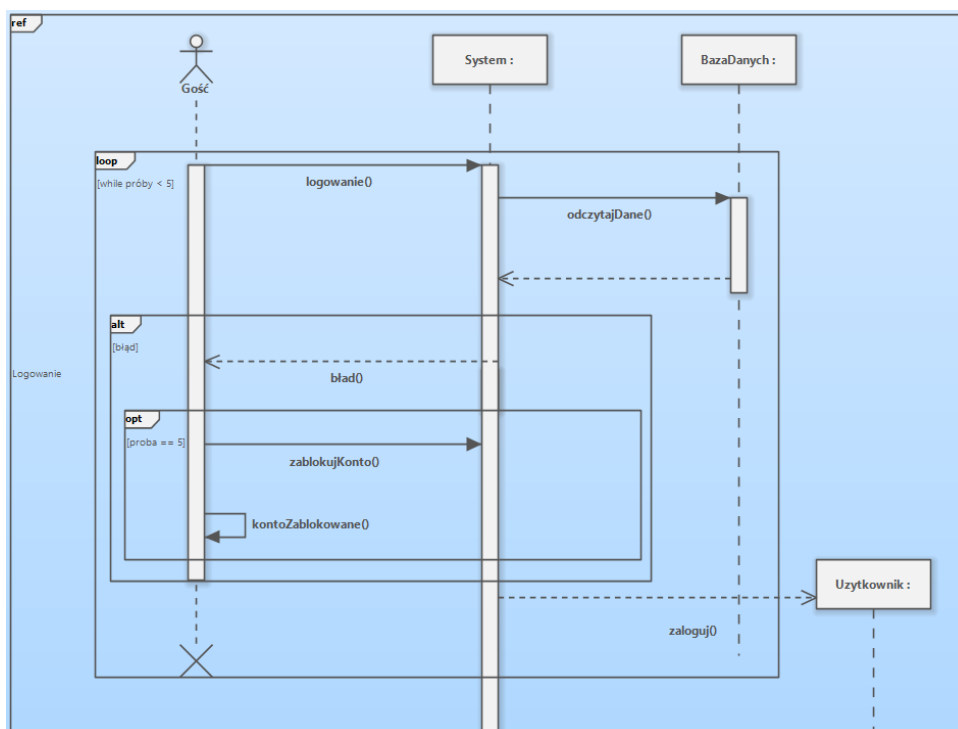 ref
Gość
System :
BazaDanych :
loop
[while próby < 5]
logowanie()
odczytajDane()
alt
[błąd]
Logowanie
bład()
opt
[proba == 5]
zablokujKonto()
kontoZablokowane()
Uzytkownik :
zaloguj()